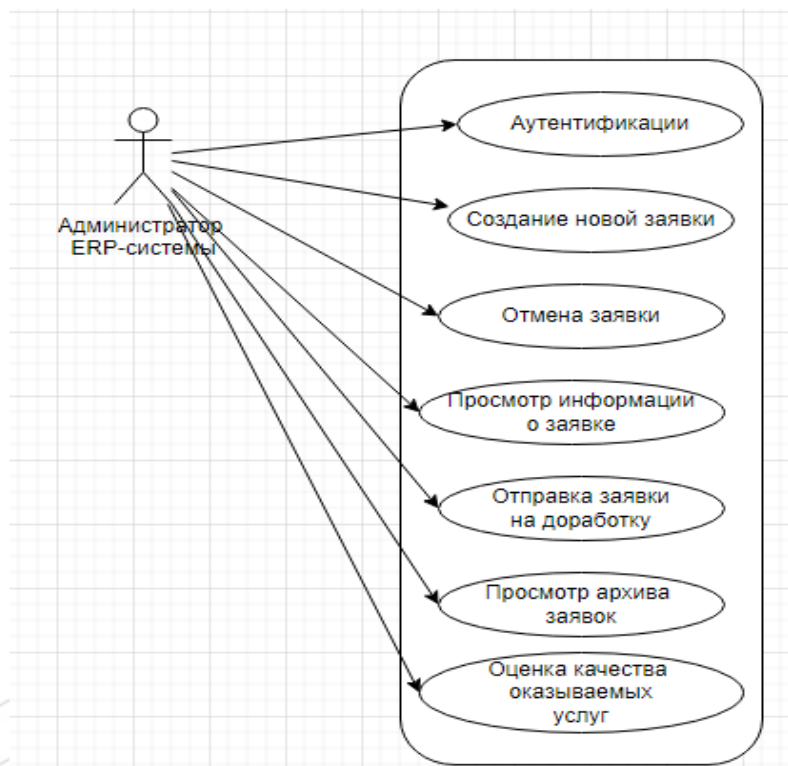 Аутентификации
Создание новой заявки
Администратор
ERP-системы
Отмена заявки
Просмотр информации
о заявке
Отправка заявки
на доработку
Просмотр архива
заявок
Оценка качества
оказываемых
услуг